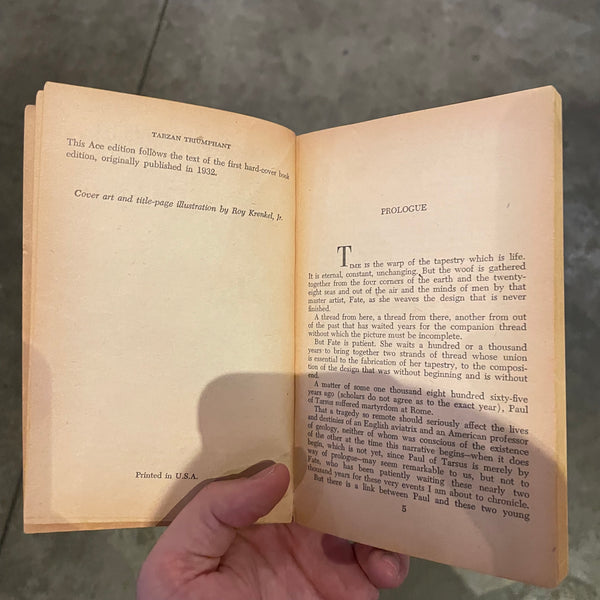 TARZAN TRIUMPHANT
This Ace edition follows the text of the first hard-cover book
edition, originally published in 1932.
Cover art and title-page illustration by Roy Krenkel, Jr.
Printed in U.S.A.
PROLOGUE
TIME IS the warp of the tapestry which is life.
It is eternal, constant, unchanging. But the woof is gathered
together from the four corners of the earth and the twenty-
eight seas and out of the air and the minds of men by that
master artist, Fate, as she weaves the design that is never
finished.
A thread from here, a thread from there, another from out
of the past that has waited years for the companion thread
without which the picture must be incomplete.
But Fate is patient. She waits a hundred or a thousand
years to bring together two strands of thread whose union
is essential to the fabrication of her tapestry, to the composi-
tion of the design that was without beginning and is without
end.
A matter of some one thousand eight hundred sixty-five
years ago (scholars do not agree as to the exact year), Paul
of Tarsus suffered martyrdom at Rome.
That a tragedy so remote should seriously affect the lives
and destinies of an English aviatrix and an American professor
of geology, neither of whom was conscious of the existence
of the other at the time this narrative begins—when it does
begin, which is not yet, since Paul of Tarsus is merely by
way of prologue—may seem remarkable to us, but not to
Fate, who has been patiently waiting these nearly two
thousand years for these very events I am about to chronicle.
But there is a link between Paul and these two young
5